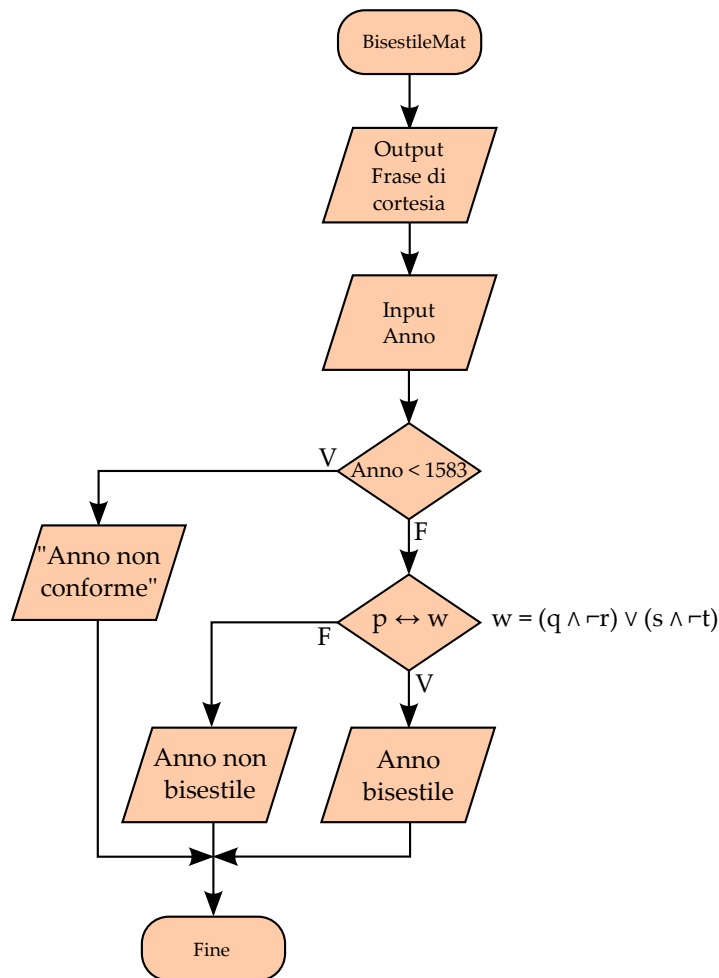 BisestileMat
Output
Frase di
cortesia
Input
Anno
Anno < 1583
V
F
"Anno non
conforme"
p ↔ w
w = (q ∧ ¬r) ∨ (s ∧ ¬t)
F
V
Anno non
bisestile
Anno
bisestile
Fine